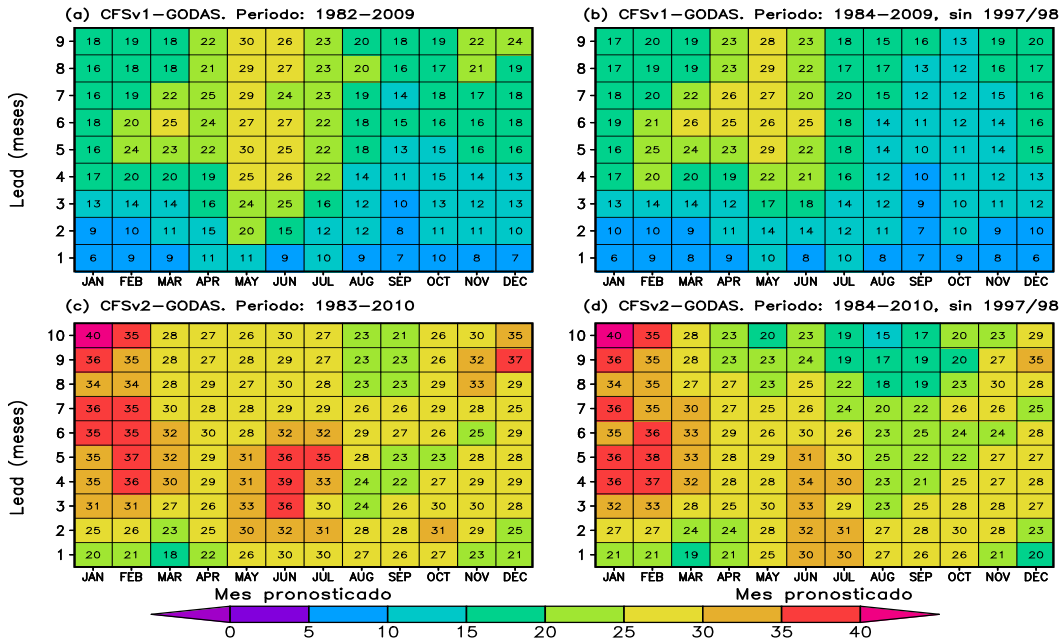 (a) CFSv1-GODAS. Periodo: 1982-2009
(b) CFSv1-GODAS. Periodo: 1984-2009, sin 1997/98
Lead (meses)
9 18 19 18 22 30 26 23 20 18 19 22 24
8 16 18 18 21 29 27 23 20 16 17 21 19
7 16 19 22 25 29 24 23 19 14 18 17 18
6 18 20 25 24 27 27 22 18 15 16 16 18
5 16 24 23 22 30 25 22 18 13 15 16 16
4 17 20 20 19 25 26 22 14 11 15 14 13
3 13 14 14 16 24 25 16 12 10 13 12 12
2 9 10 11 15 20 15 12 12 8 11 11 10
1 6 9 9 11 11 9 10 9 7 10 8 7
JAN FEB MAR APR MAY JUN JUL AUG SEP OCT NOV DEC
9 17 20 19 23 28 23 18 15 16 13 19 20
8 17 19 19 23 29 22 17 17 13 12 16 17
7 18 20 22 26 27 20 20 15 12 12 15 16
6 19 21 26 25 26 25 18 14 11 12 14 16
5 18 25 24 23 29 22 18 14 10 11 14 15
4 17 20 20 19 22 21 16 12 10 11 12 13
3 13 14 14 12 17 18 14 12 9 10 11 12
2 10 10 9 11 14 14 12 11 7 10 9 10
1 6 9 8 9 10 8 10 8 7 8 8 6
JAN FEB MAR APR MAY JUN JUL AUG SEP OCT NOV DEC
(c) CFSv2-GODAS. Periodo: 1983-2010
(d) CFSv2-GODAS. Periodo: 1984-2010, sin 1997/98
Lead (meses)
10 40 35 28 27 26 30 27 23 21 26 30 35
9 36 35 28 27 28 29 27 23 23 26 32 37
8 34 34 28 29 27 30 28 23 23 29 33 29
7 36 35 30 28 28 29 29 26 26 29 28 25
6 35 35 32 30 28 32 32 29 27 26 25 29
5 35 37 32 29 31 36 35 28 23 23 28 29
4 35 36 30 29 31 39 33 24 22 27 29 29
3 31 31 27 26 33 36 30 24 26 30 28 28
2 25 26 23 25 30 32 31 28 28 31 29 25
1 20 21 18 22 26 30 30 27 26 27 23 21
JAN FEB MAR APR MAY JUN JUL AUG SEP OCT NOV DEC
Mes pronosticado
10 40 35 28 23 20 23 19 15 17 20 23 29
9 36 35 28 23 23 24 19 17 19 20 27 35
8 34 35 27 27 23 25 22 18 19 23 30 28
7 36 33 30 27 25 26 24 20 22 26 26 25
6 35 36 33 29 26 30 26 23 25 24 24 28
5 36 38 33 29 28 31 30 25 22 22 27 27
4 36 37 32 28 28 34 30 23 21 25 28 28
3 32 33 28 26 30 33 29 23 25 28 27 28
2 27 27 24 24 28 32 31 27 28 30 28 23
1 21 21 19 21 25 30 30 27 26 26 21 20
JAN FEB MAR APR MAY JUN JUL AUG SEP OCT NOV DEC
Mes pronosticado
0 5 10 15 20 25 30 35 40